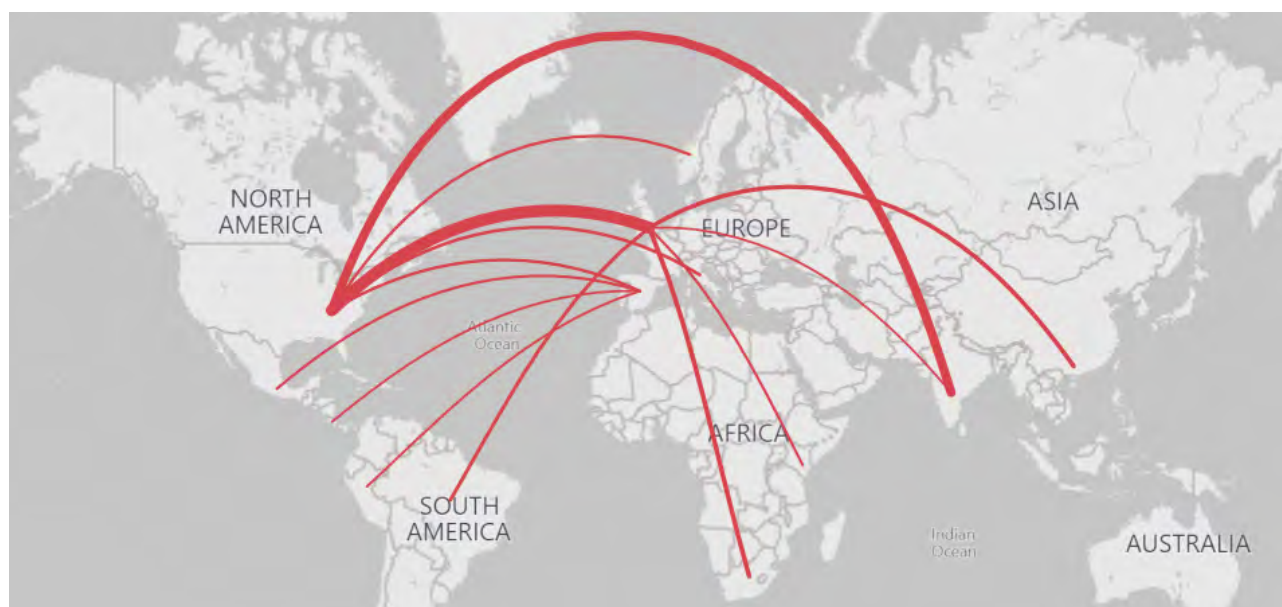 NORTH
AMERICA
EUROPE
ASIA
Atlantic
Ocean
AFRICA
SOUTH
AMERICA
Indian
Ocean
AUSTRALIA